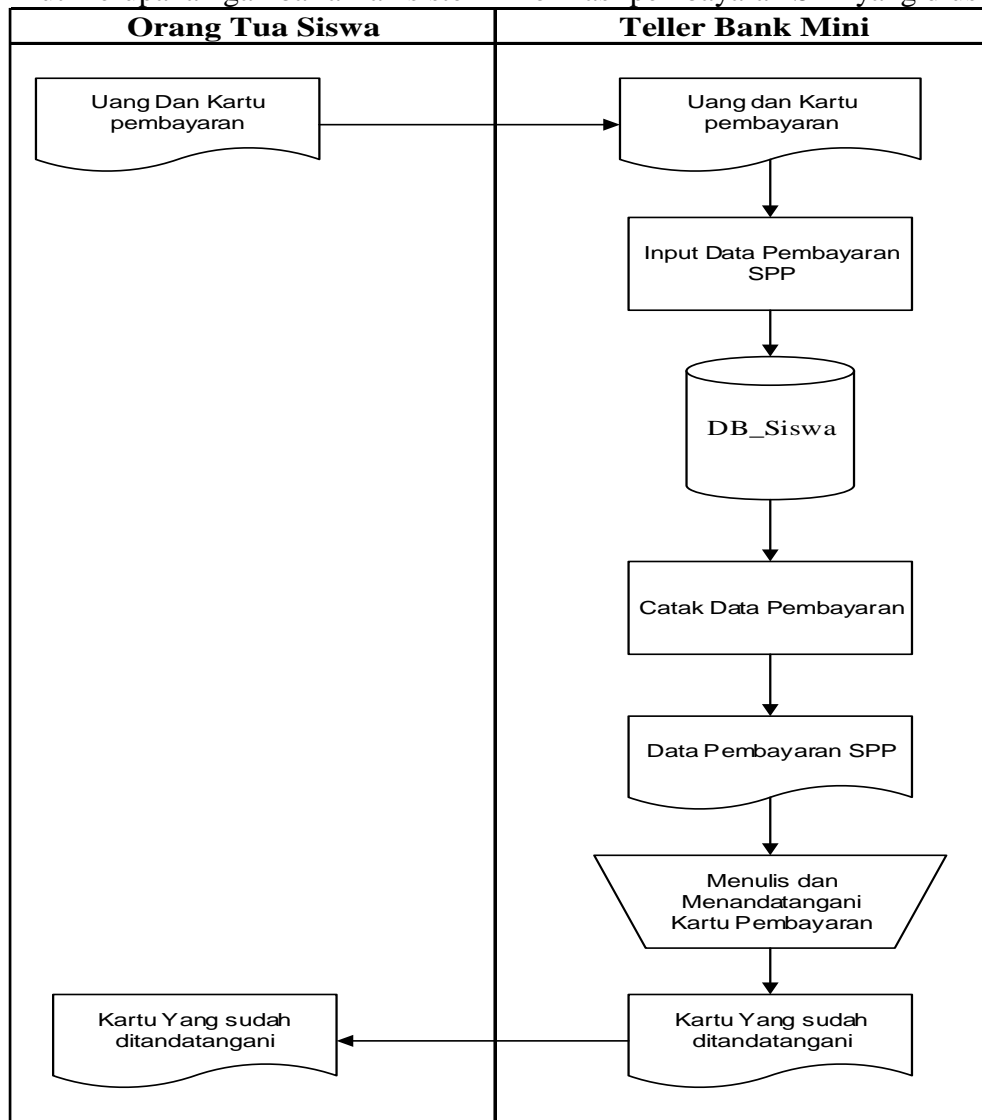 Orang Tua Siswa
Teller Bank Mini
Uang Dan Kartu
pembayaran
Uang dan Kartu
pembayaran
Input Data Pembayaran
SPP
DB_Siswa
Catak Data Pembayaran
Data Pembayaran SPP
Menulis dan
Menandatangani
Kartu Pembayaran
Kartu Yang sudah
ditandatangani
Kartu Yang sudah
ditandatangani